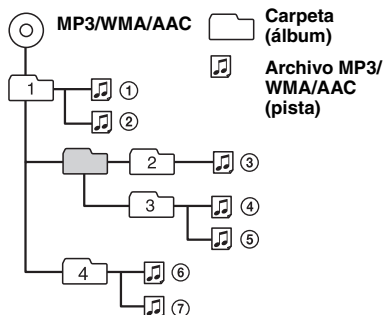 MP3/WMA/AAC
Carpeta
(álbum)
Archivo MP3/
WMA/AAC
(pista)
1
①
②
2
③
3
④
⑤
4
⑥
⑦